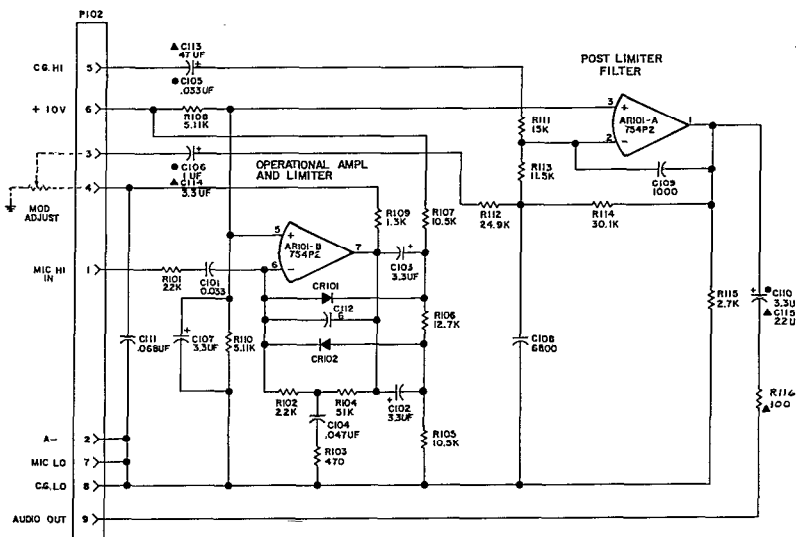 P102
CG. HI 5
▲ C113
47UF
● C105
.033UF
+ 10V 6
R108
5.11K
3
● C106
1UF
▲ C114
3.3UF
4
MOD
ADJUST
OPERATIONAL AMPL
AND LIMITER
POST LIMITER
FILTER
R111
15K
3
+
AR101-A
754P2
1
2
−
R113
11.5K
C109
1000
R109
1.3K
R107
10.5K
R112
24.9K
R114
30.1K
5
+
AR101-B
754P2
7
6
−
C103
3.3UF
MIC HI
IN
1
R101
22K
C101
0.033
CR101
C112
6
CR102
R106
12.7K
R115
2.7K
● C110
3.3U
▲ C115
22U
C111
.068UF
C107
3.3UF
R110
5.11K
C108
6800
R102
22K
R104
51K
C102
3.3UF
C104
.047UF
R103
470
R105
10.5K
R116
▲ 100
A− 2
MIC LO 7
CG. LO 8
AUDIO OUT 9